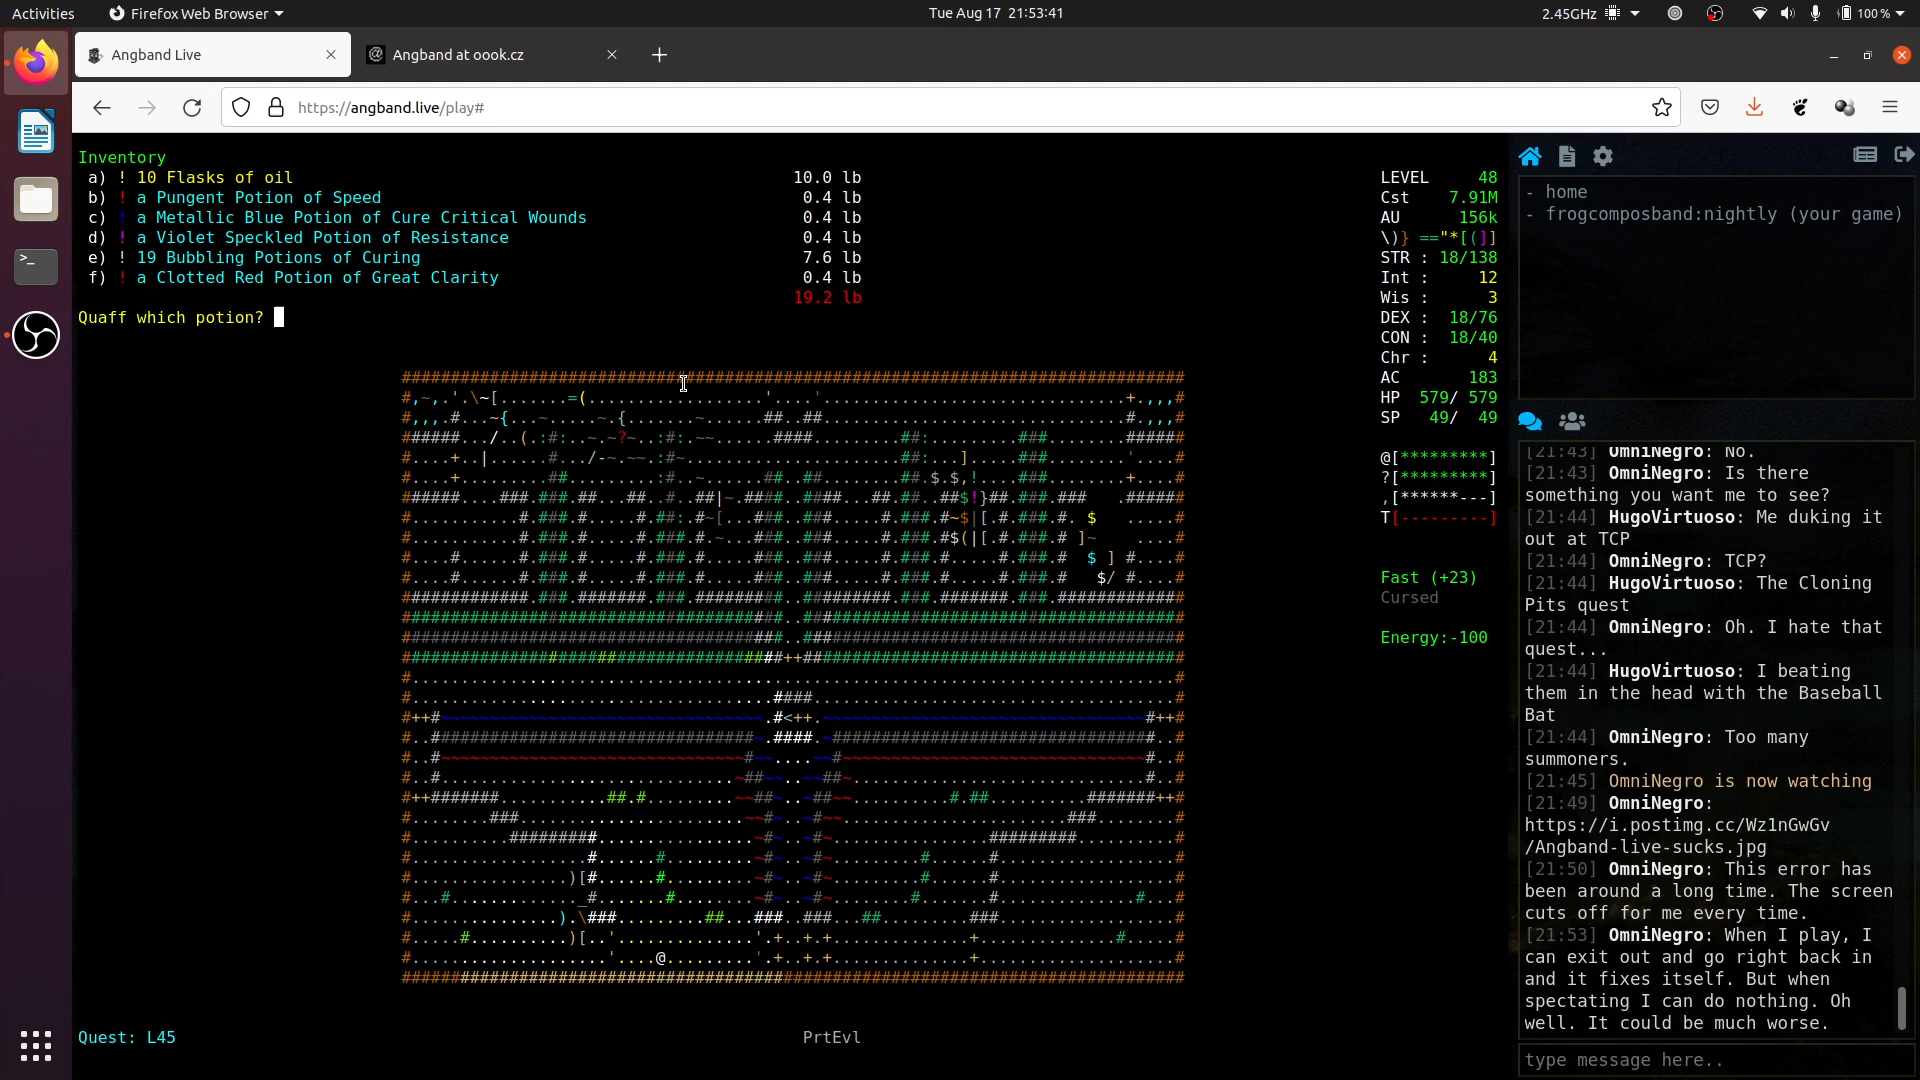 Activities
Firefox Web Browser
Tue Aug 17 21:53:41
2.45GHz
100 %
Angband Live
Angband at oook.cz
https://angband.live/play#
Inventory
a) ! 10 Flasks of oil 10.0 lb
b) ! a Pungent Potion of Speed 0.4 lb
c) ! a Metallic Blue Potion of Cure Critical Wounds 0.4 lb
d) ! a Violet Speckled Potion of Resistance 0.4 lb
e) ! 19 Bubbling Potions of Curing 7.6 lb
f) ! a Clotted Red Potion of Great Clarity 0.4 lb
19.2 lb
Quaff which potion?
LEVEL 48
Cst 7.91M
AU 156k
\)} =="*[(]]
STR : 18/138
Int : 12
Wis : 3
DEX : 18/76
CON : 18/40
Chr : 4
AC 183
HP 579/ 579
SP 49/ 49
@[*********]
?[*********]
,[******---]
T[---------]
Fast (+23)
Cursed
Energy:-100
Quest: L45
PrtEvl
- home
- frogcomposband:nightly (your game)
[21:43] OmniNegro: No.
[21:43] OmniNegro: Is there
something you want me to see?
[21:44] HugoVirtuoso: Me duking it
out at TCP
[21:44] OmniNegro: TCP?
[21:44] HugoVirtuoso: The Cloning
Pits quest
[21:44] OmniNegro: Oh. I hate that
quest...
[21:44] HugoVirtuoso: I beating
them in the head with the Baseball
Bat
[21:44] OmniNegro: Too many
summoners.
[21:45] OmniNegro is now watching
[21:49] OmniNegro:
https://i.postimg.cc/Wz1nGwGv
/Angband-live-sucks.jpg
[21:50] OmniNegro: This error has
been around a long time. The screen
cuts off for me every time.
[21:53] OmniNegro: When I play, I
can exit out and go right back in
and it fixes itself. But when
spectating I can do nothing. Oh
well. It could be much worse.
type message here..